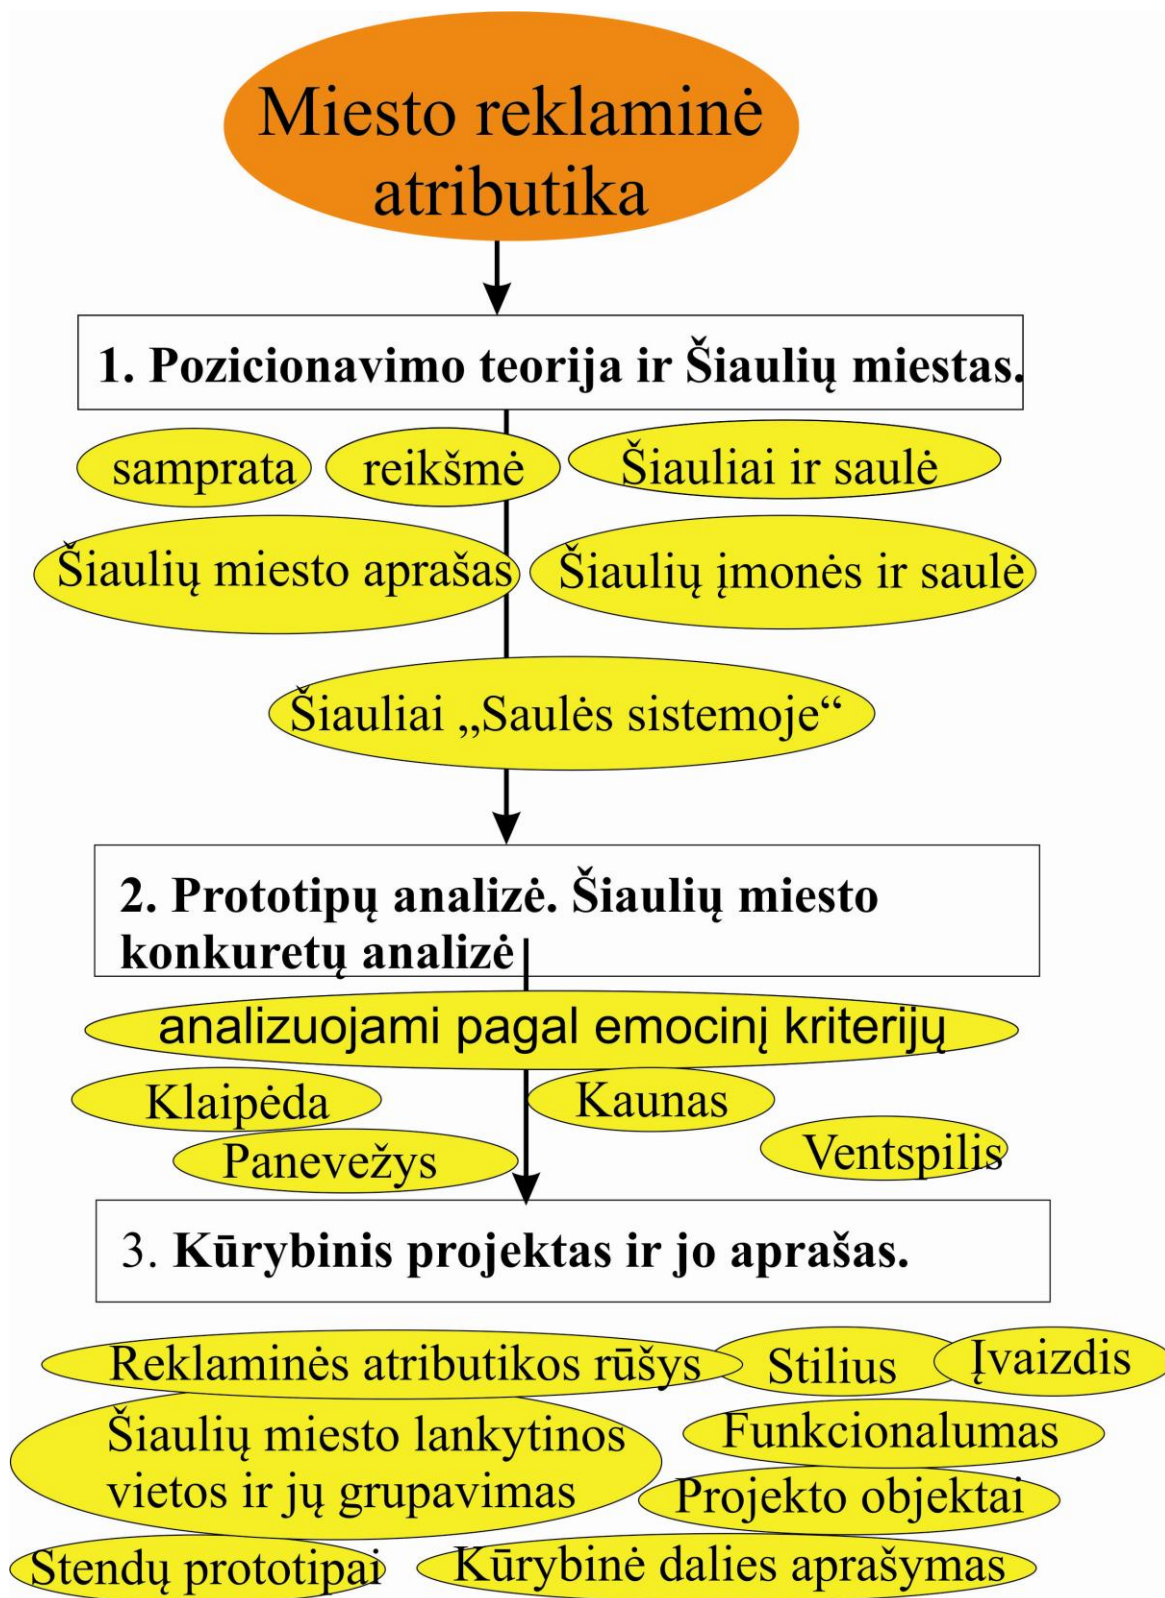 Miesto reklaminė
atributika
1. Pozicionavimo teorija ir Šiaulių miestas.
samprata
reikšmė
Šiauliai ir saulė
Šiaulių miesto aprašas
Šiaulių įmonės ir saulė
Šiauliai „Saulės sistemoje“
2. Prototipų analizė. Šiaulių miesto
konkuretų analizė
analizuojami pagal emocinį kriterijų
Klaipėda
Kaunas
Panevežys
Ventspilis
3. Kūrybinis projektas ir jo aprašas.
Reklaminės atributikos rūšys
Stilius
Įvaizdis
Šiaulių miesto lankytinos
vietos ir jų grupavimas
Funkcionalumas
Projekto objektai
Stendų prototipai
Kūrybinė dalies aprašymas